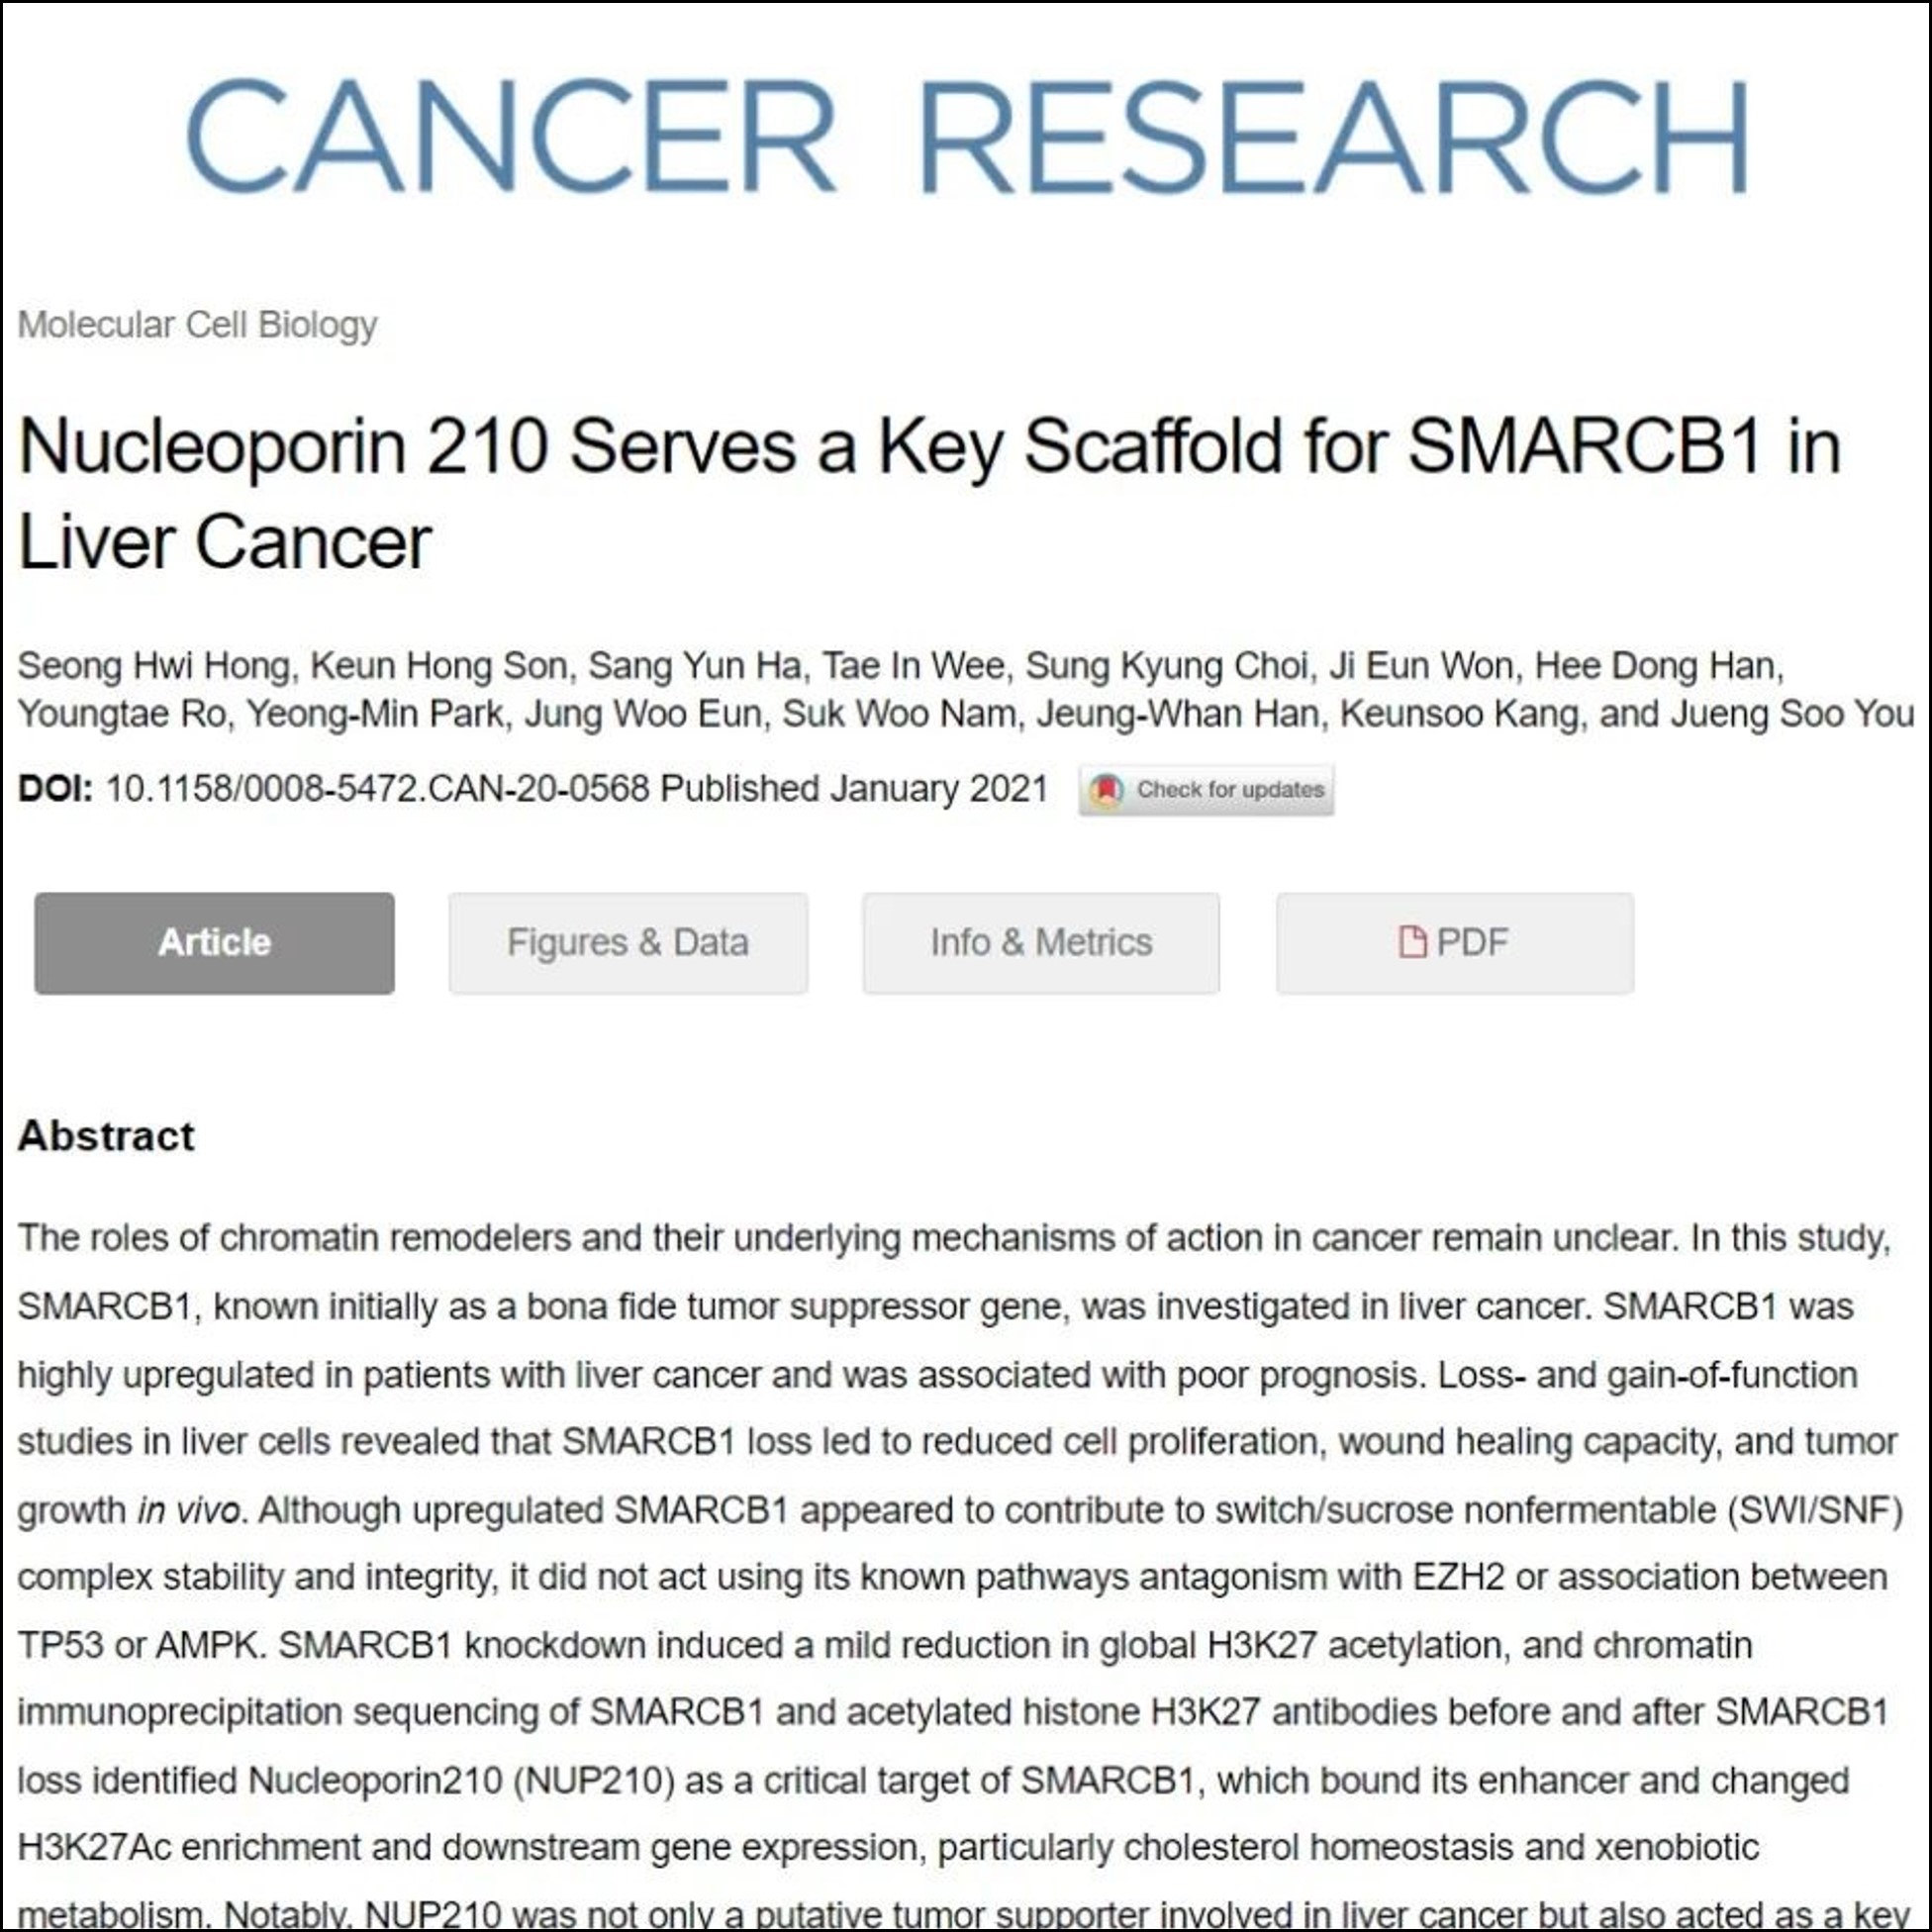 CANCER RESEARCH
Molecular Cell Biology
Nucleoporin 210 Serves a Key Scaffold for SMARCB1 in
Liver Cancer
Seong Hwi Hong, Keun Hong Son, Sang Yun Ha, Tae In Wee, Sung Kyung Choi, Ji Eun Won, Hee Dong Han,
Youngtae Ro, Yeong-Min Park, Jung Woo Eun, Suk Woo Nam, Jeung-Whan Han, Keunsoo Kang, and Jueng Soo You
DOI: 10.1158/0008-5472.CAN-20-0568 Published January 2021 Check for updates
Article Figures & Data Info & Metrics PDF
Abstract
The roles of chromatin remodelers and their underlying mechanisms of action in cancer remain unclear. In this study,
SMARCB1, known initially as a bona fide tumor suppressor gene, was investigated in liver cancer. SMARCB1 was
highly upregulated in patients with liver cancer and was associated with poor prognosis. Loss- and gain-of-function
studies in liver cells revealed that SMARCB1 loss led to reduced cell proliferation, wound healing capacity, and tumor
growth in vivo. Although upregulated SMARCB1 appeared to contribute to switch/sucrose nonfermentable (SWI/SNF)
complex stability and integrity, it did not act using its known pathways antagonism with EZH2 or association between
TP53 or AMPK. SMARCB1 knockdown induced a mild reduction in global H3K27 acetylation, and chromatin
immunoprecipitation sequencing of SMARCB1 and acetylated histone H3K27 antibodies before and after SMARCB1
loss identified Nucleoporin210 (NUP210) as a critical target of SMARCB1, which bound its enhancer and changed
H3K27Ac enrichment and downstream gene expression, particularly cholesterol homeostasis and xenobiotic
metabolism. Notably, NUP210 was not only a putative tumor supporter involved in liver cancer but also acted as a key